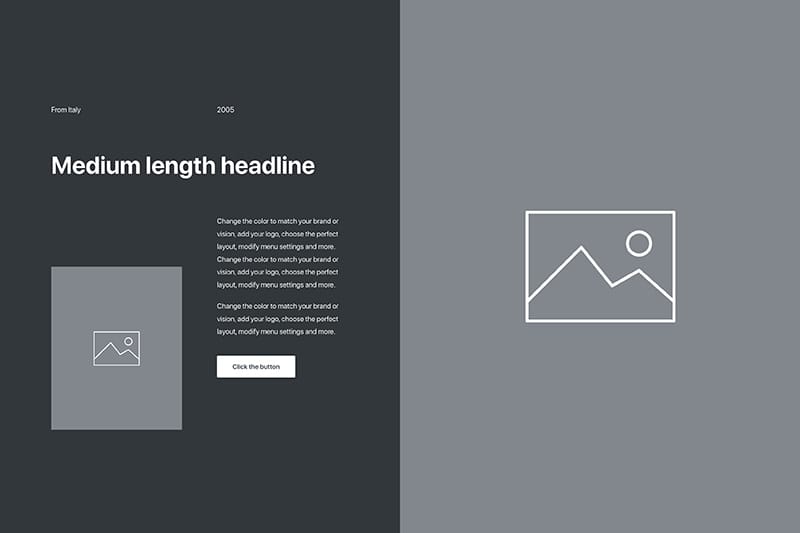 From Italy
2005
Medium length headline
Change the color to match your brand or
vision, add your logo, choose the perfect
layout, modify menu settings and more.
Change the color to match your brand or
vision, add your logo, choose the perfect
layout, modify menu settings and more.
Change the color to match your brand or
vision, add your logo, choose the perfect
layout, modify menu settings and more.
Click the button